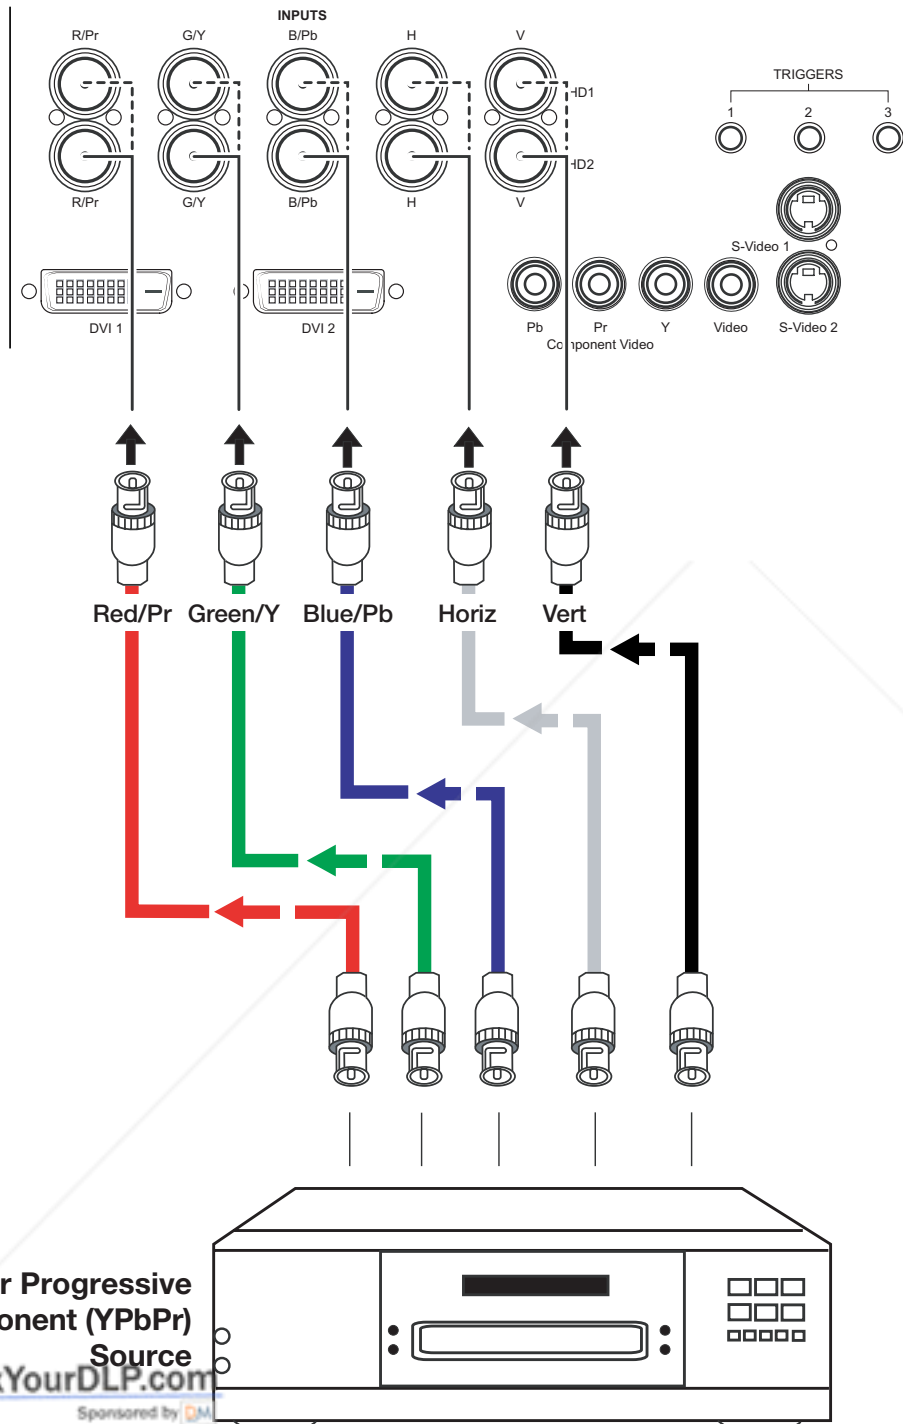 INPUTS
R/Pr G/Y B/Pb H V
HD1
TRIGGERS
1 2 3
HD2
R/Pr G/Y B/Pb H V
S-Video 1
DVI 1 DVI 2 Pb Pr Y Video S-Video 2
Component Video
Red/Pr Green/Y Blue/Pb Horiz Vert
r Progressive
onent (YPbPr)
Source
YourDLP.com
Sponsored by DM